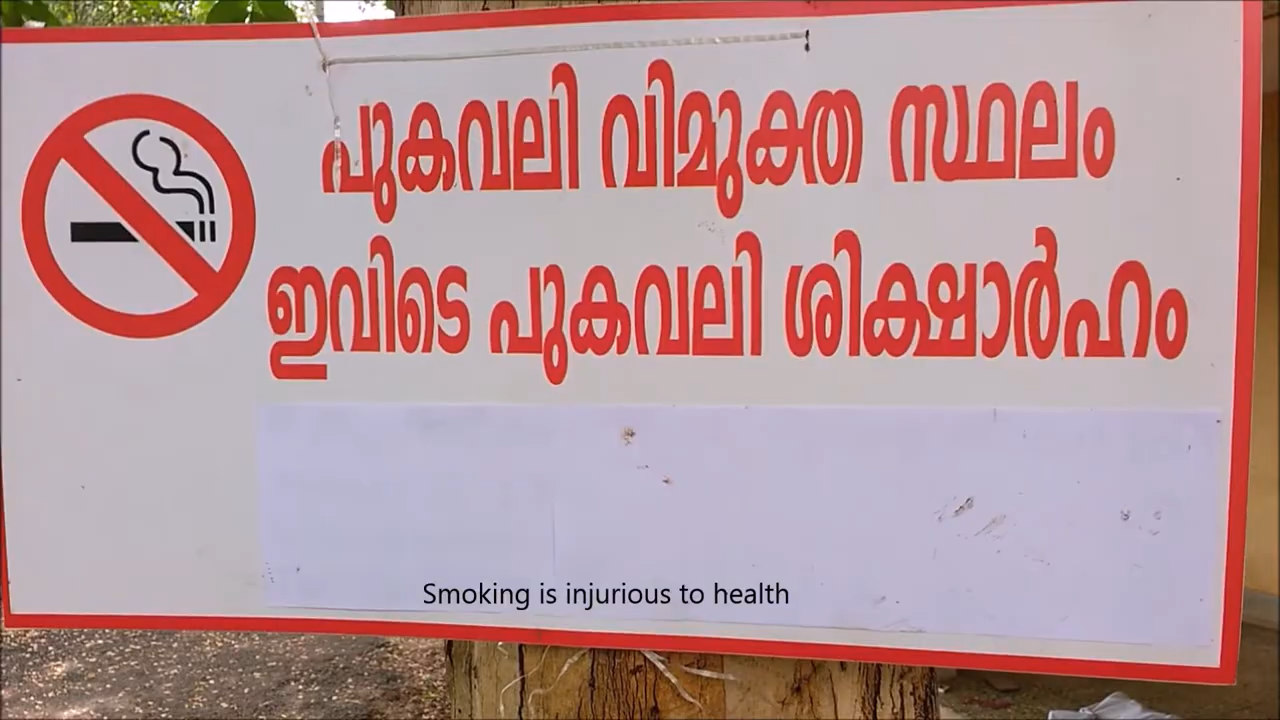 പുകവലി വിമുക്ത സ്ഥലം
ഇവിടെ പുകവലി ശിക്ഷാർഹം
Smoking is injurious to health